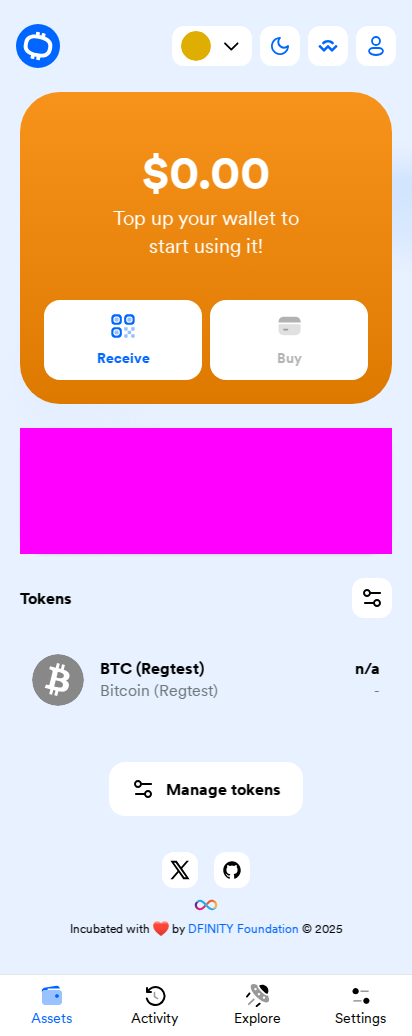 $0.00
Top up your wallet to
start using it!
Receive
Buy
Tokens
BTC (Regtest)
n/a
Bitcoin (Regtest)
-
Manage tokens
Incubated with ❤️ by DFINITY Foundation © 2025
Assets
Activity
Explore
Settings